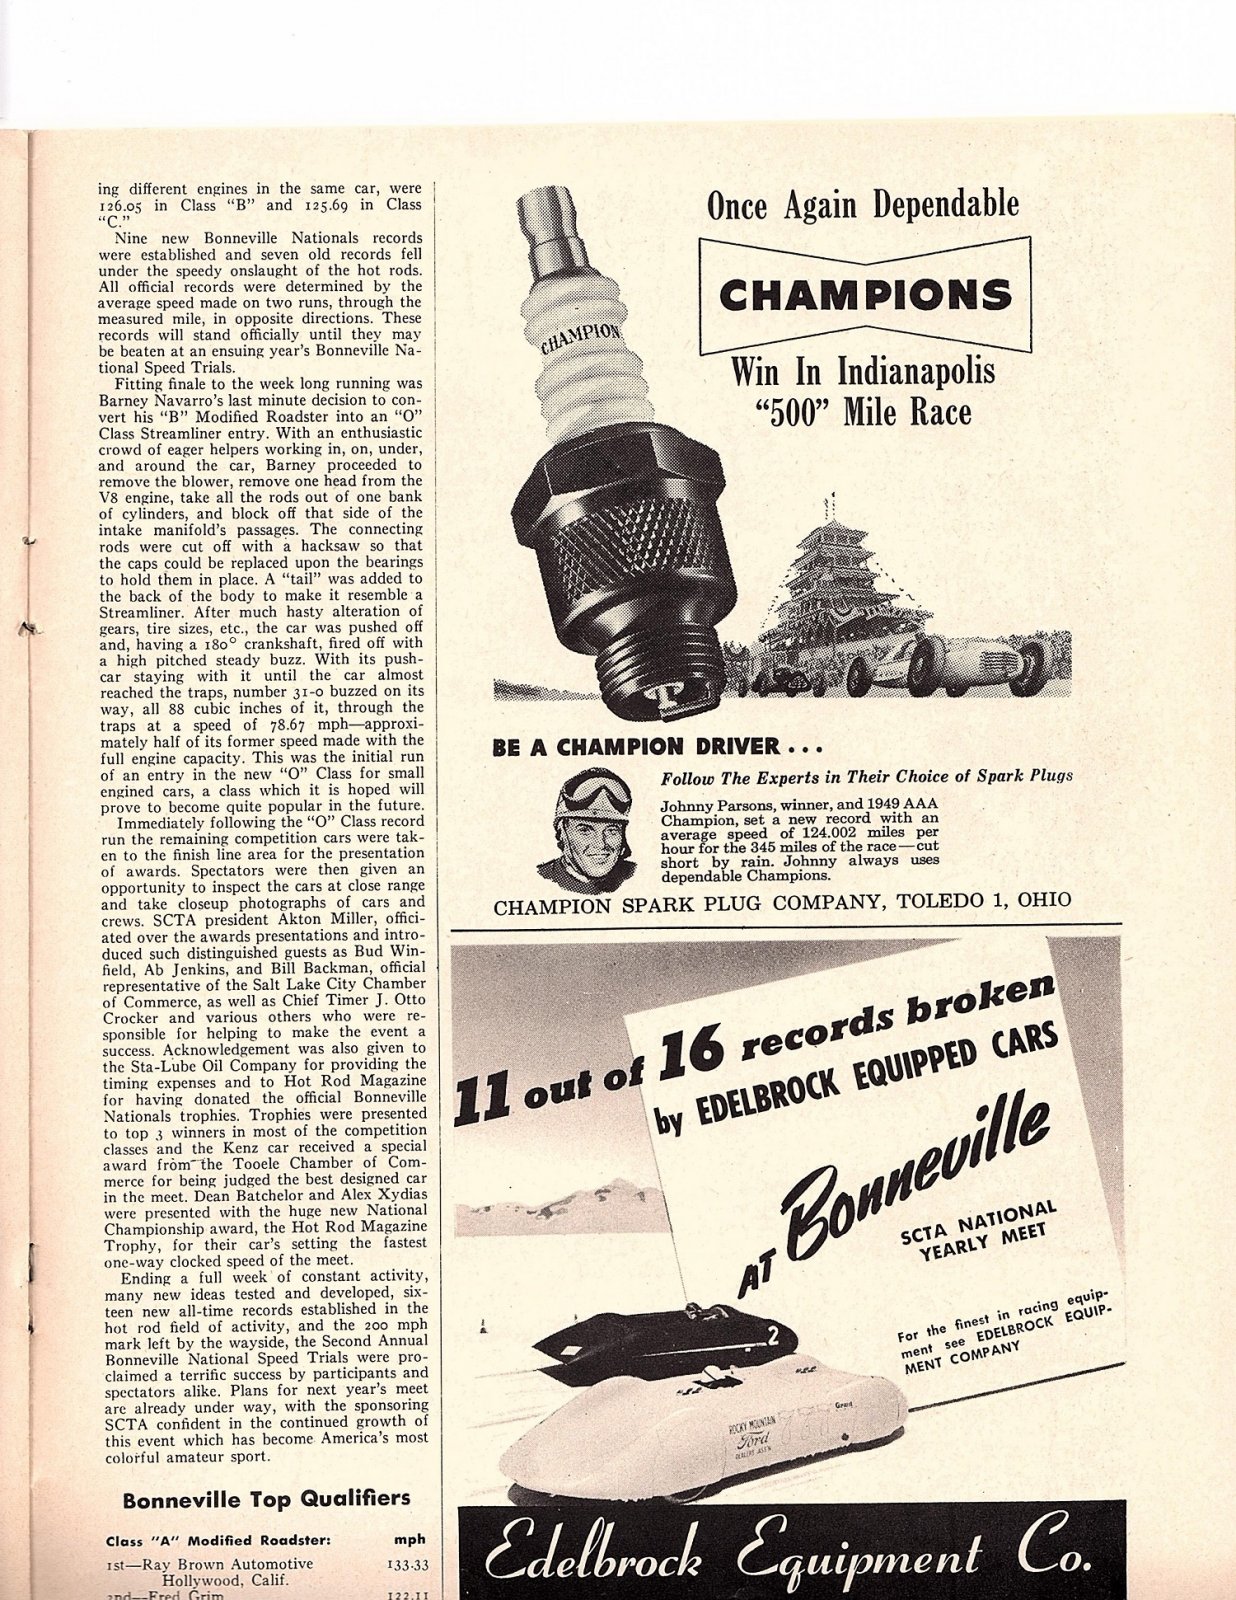 ing different engines in the same car, were
126.05 in Class "B" and 125.69 in Class
"C."
Nine new Bonneville Nationals records
were established and seven old records fell
under the speedy onslaught of the hot rods.
All official records were determined by the
average speed made on two runs, through the
measured mile, in opposite directions. These
records will stand officially until they may
be beaten at an ensuing year's Bonneville Na-
tional Speed Trials.
Fitting finale to the week long running was
Barney Navarro's last minute decision to con-
vert his "B" Modified Roadster into an "O"
Class Streamliner entry. With an enthusiastic
crowd of eager helpers working in, on, under,
and around the car, Barney proceeded to
remove the blower, remove one head from the
V8 engine, take all the rods out of one bank
of cylinders, and block off that side of the
intake manifold's passages. The connecting
rods were cut off with a hacksaw so that
the caps could be replaced upon the bearings
to hold them in place. A "tail" was added to
the back of the body to make it resemble a
Streamliner. After much hasty alteration of
gears, tire sizes, etc., the car was pushed off
and, having a 180° crankshaft, fired off with
a high pitched steady buzz. With its push-
car staying with it until the car almost
reached the traps, number 31-0 buzzed on its
way, all 88 cubic inches of it, through the
traps at a speed of 78.67 mph—approxi-
mately half of its former speed made with the
full engine capacity. This was the initial run
of an entry in the new "O" Class for small
engined cars, a class which it is hoped will
prove to become quite popular in the future.
Immediately following the "O" Class record
run the remaining competition cars were tak-
en to the finish line area for the presentation
of awards. Spectators were then given an
opportunity to inspect the cars at close range
and take closeup photographs of cars and
crews. SCTA president Akton Miller, offici-
ated over the awards presentations and intro-
duced such distinguished guests as Bud Win-
field, Ab Jenkins, and Bill Backman, official
representative of the Salt Lake City Chamber
of Commerce, as well as Chief Timer J. Otto
Crocker and various others who were re-
sponsible for helping to make the event a
success. Acknowledgement was also given to
the Sta-Lube Oil Company for providing the
timing expenses and to Hot Rod Magazine
for having donated the official Bonneville
Nationals trophies. Trophies were presented
to top 3 winners in most of the competition
classes and the Kenz car received a special
award from the Tooele Chamber of Com-
merce for being judged the best designed car
in the meet. Dean Batchelor and Alex Xydias
were presented with the huge new National
Championship award, the Hot Rod Magazine
Trophy, for their car's setting the fastest
one-way clocked speed of the meet.
Ending a full week of constant activity,
many new ideas tested and developed, six-
teen new all-time records established in the
hot rod field of activity, and the 200 mph
mark left by the wayside, the Second Annual
Bonneville National Speed Trials were pro-
claimed a terrific success by participants and
spectators alike. Plans for next year's meet
are already under way, with the sponsoring
SCTA confident in the continued growth of
this event which has become America's most
colorful amateur sport.
Bonneville Top Qualifiers
Class "A" Modified Roadster: mph
1st—Ray Brown Automotive 133.33
Hollywood, Calif.
2nd—Fred Grim 122.11
Once Again Dependable
CHAMPIONS
Win In Indianapolis
"500" Mile Race
CHAMPION
BE A CHAMPION DRIVER ...
Follow The Experts in Their Choice of Spark Plugs
Johnny Parsons, winner, and 1949 AAA
Champion, set a new record with an
average speed of 124.002 miles per
hour for the 345 miles of the race—cut
short by rain. Johnny always uses
dependable Champions.
CHAMPION SPARK PLUG COMPANY, TOLEDO 1, OHIO
11 out of 16 records broken
by EDELBROCK EQUIPPED CARS
AT Bonneville
SCTA NATIONAL
YEARLY MEET
For the finest in racing equip-
ment see EDELBROCK EQUIP-
MENT COMPANY
2
ROCKY MOUNTAIN
Ford
Edelbrock Equipment Co.